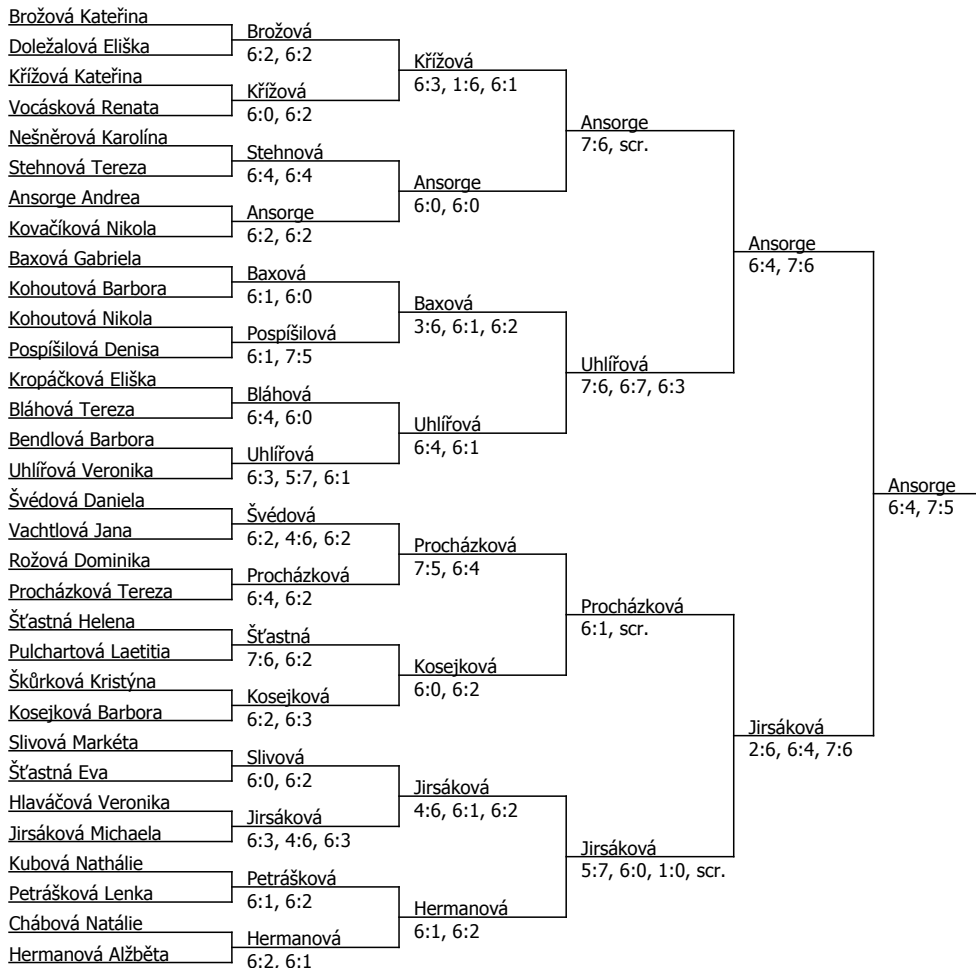 Brožová Kateřina
Doležalová Eliška
Křížová Kateřina
Vocásková Renata
Nešněrová Karolína
Stehnová Tereza
Ansorge Andrea
Kovačíková Nikola
Baxová Gabriela
Kohoutová Barbora
Kohoutová Nikola
Pospíšilová Denisa
Kropáčková Eliška
Bláhová Tereza
Bendlová Barbora
Uhlířová Veronika
Švédová Daniela
Vachtlová Jana
Rožová Dominika
Procházková Tereza
Šťastná Helena
Pulchartová Laetitia
Škůrková Kristýna
Kosejková Barbora
Slivová Markéta
Šťastná Eva
Hlaváčová Veronika
Jirsáková Michaela
Kubová Nathálie
Petrášková Lenka
Chábová Natálie
Hermanová Alžběta
Brožová
6:2, 6:2
Křížová
6:0, 6:2
Stehnová
6:4, 6:4
Ansorge
6:2, 6:2
Baxová
6:1, 6:0
Pospíšilová
6:1, 7:5
Bláhová
6:4, 6:0
Uhlířová
6:3, 5:7, 6:1
Švédová
6:2, 4:6, 6:2
Procházková
6:4, 6:2
Šťastná
7:6, 6:2
Kosejková
6:2, 6:3
Slivová
6:0, 6:2
Jirsáková
6:3, 4:6, 6:3
Petrášková
6:1, 6:2
Hermanová
6:2, 6:1
Křížová
6:3, 1:6, 6:1
Ansorge
6:0, 6:0
Baxová
3:6, 6:1, 6:2
Uhlířová
6:4, 6:1
Procházková
7:5, 6:4
Kosejková
6:0, 6:2
Jirsáková
4:6, 6:1, 6:2
Hermanová
6:1, 6:2
Ansorge
7:6, scr.
Uhlířová
7:6, 6:7, 6:3
Procházková
6:1, scr.
Jirsáková
5:7, 6:0, 1:0, scr.
Ansorge
6:4, 7:6
Jirsáková
2:6, 6:4, 7:6
Ansorge
6:4, 7:5